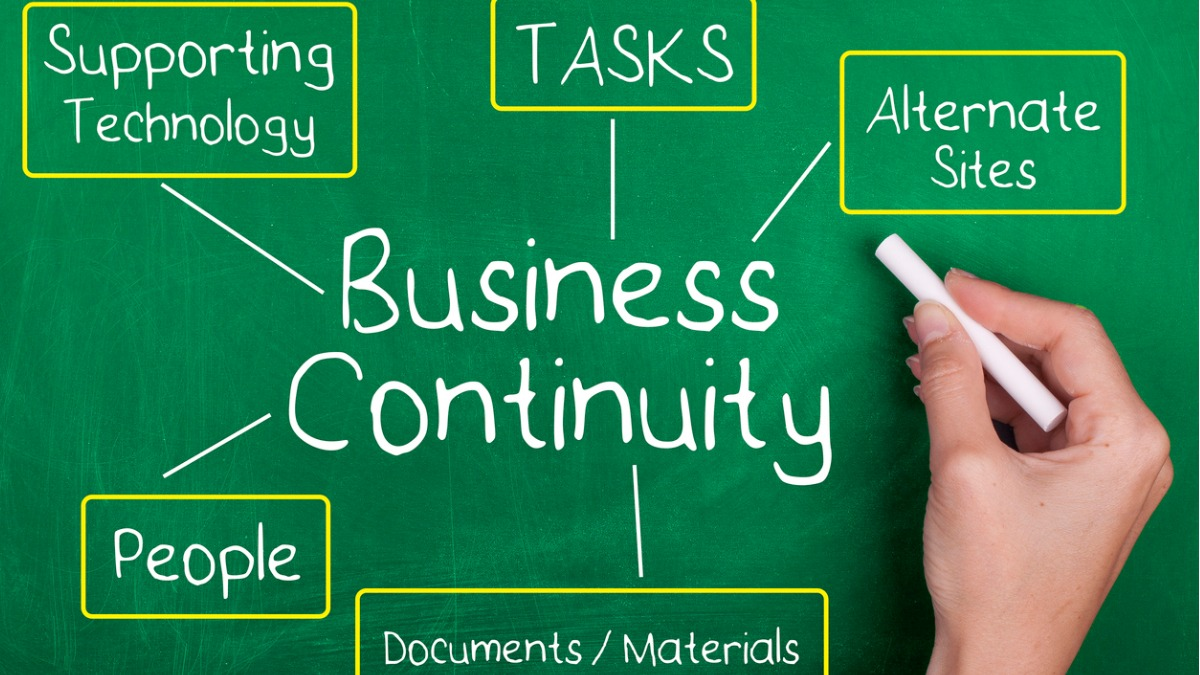 Supporting
Technology
TASKS
Alternate
Sites
Business
Continuity
People
Documents / Materials